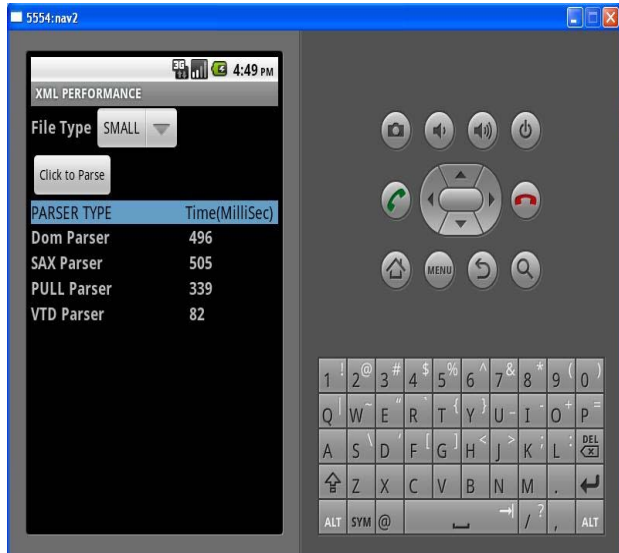 5554:nav2
3G 4:49 PM
XML PERFORMANCE
File Type SMALL
Click to Parse
PARSER TYPE Time(MilliSec)
Dom Parser 496
SAX Parser 505
PULL Parser 339
VTD Parser 82
MENU
1 ! 2 @ 3 # 4 $ 5 % 6 ^ 7 & 8 * 9 ( 0 )
Q | W ~ E " R ` T { Y } U - I - O + P =
A S \ D ' F [ G ] H < J > K ; L : DEL
Z X C V B N M .
ALT SYM @ / ? , ALT